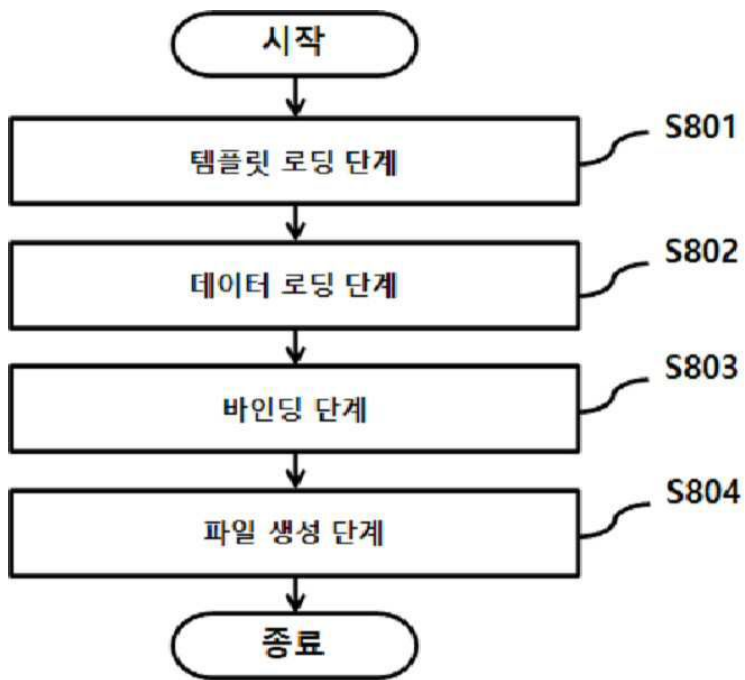 시작
템플릿 로딩 단계
S801
데이터 로딩 단계
S802
바인딩 단계
S803
파일 생성 단계
S804
종료